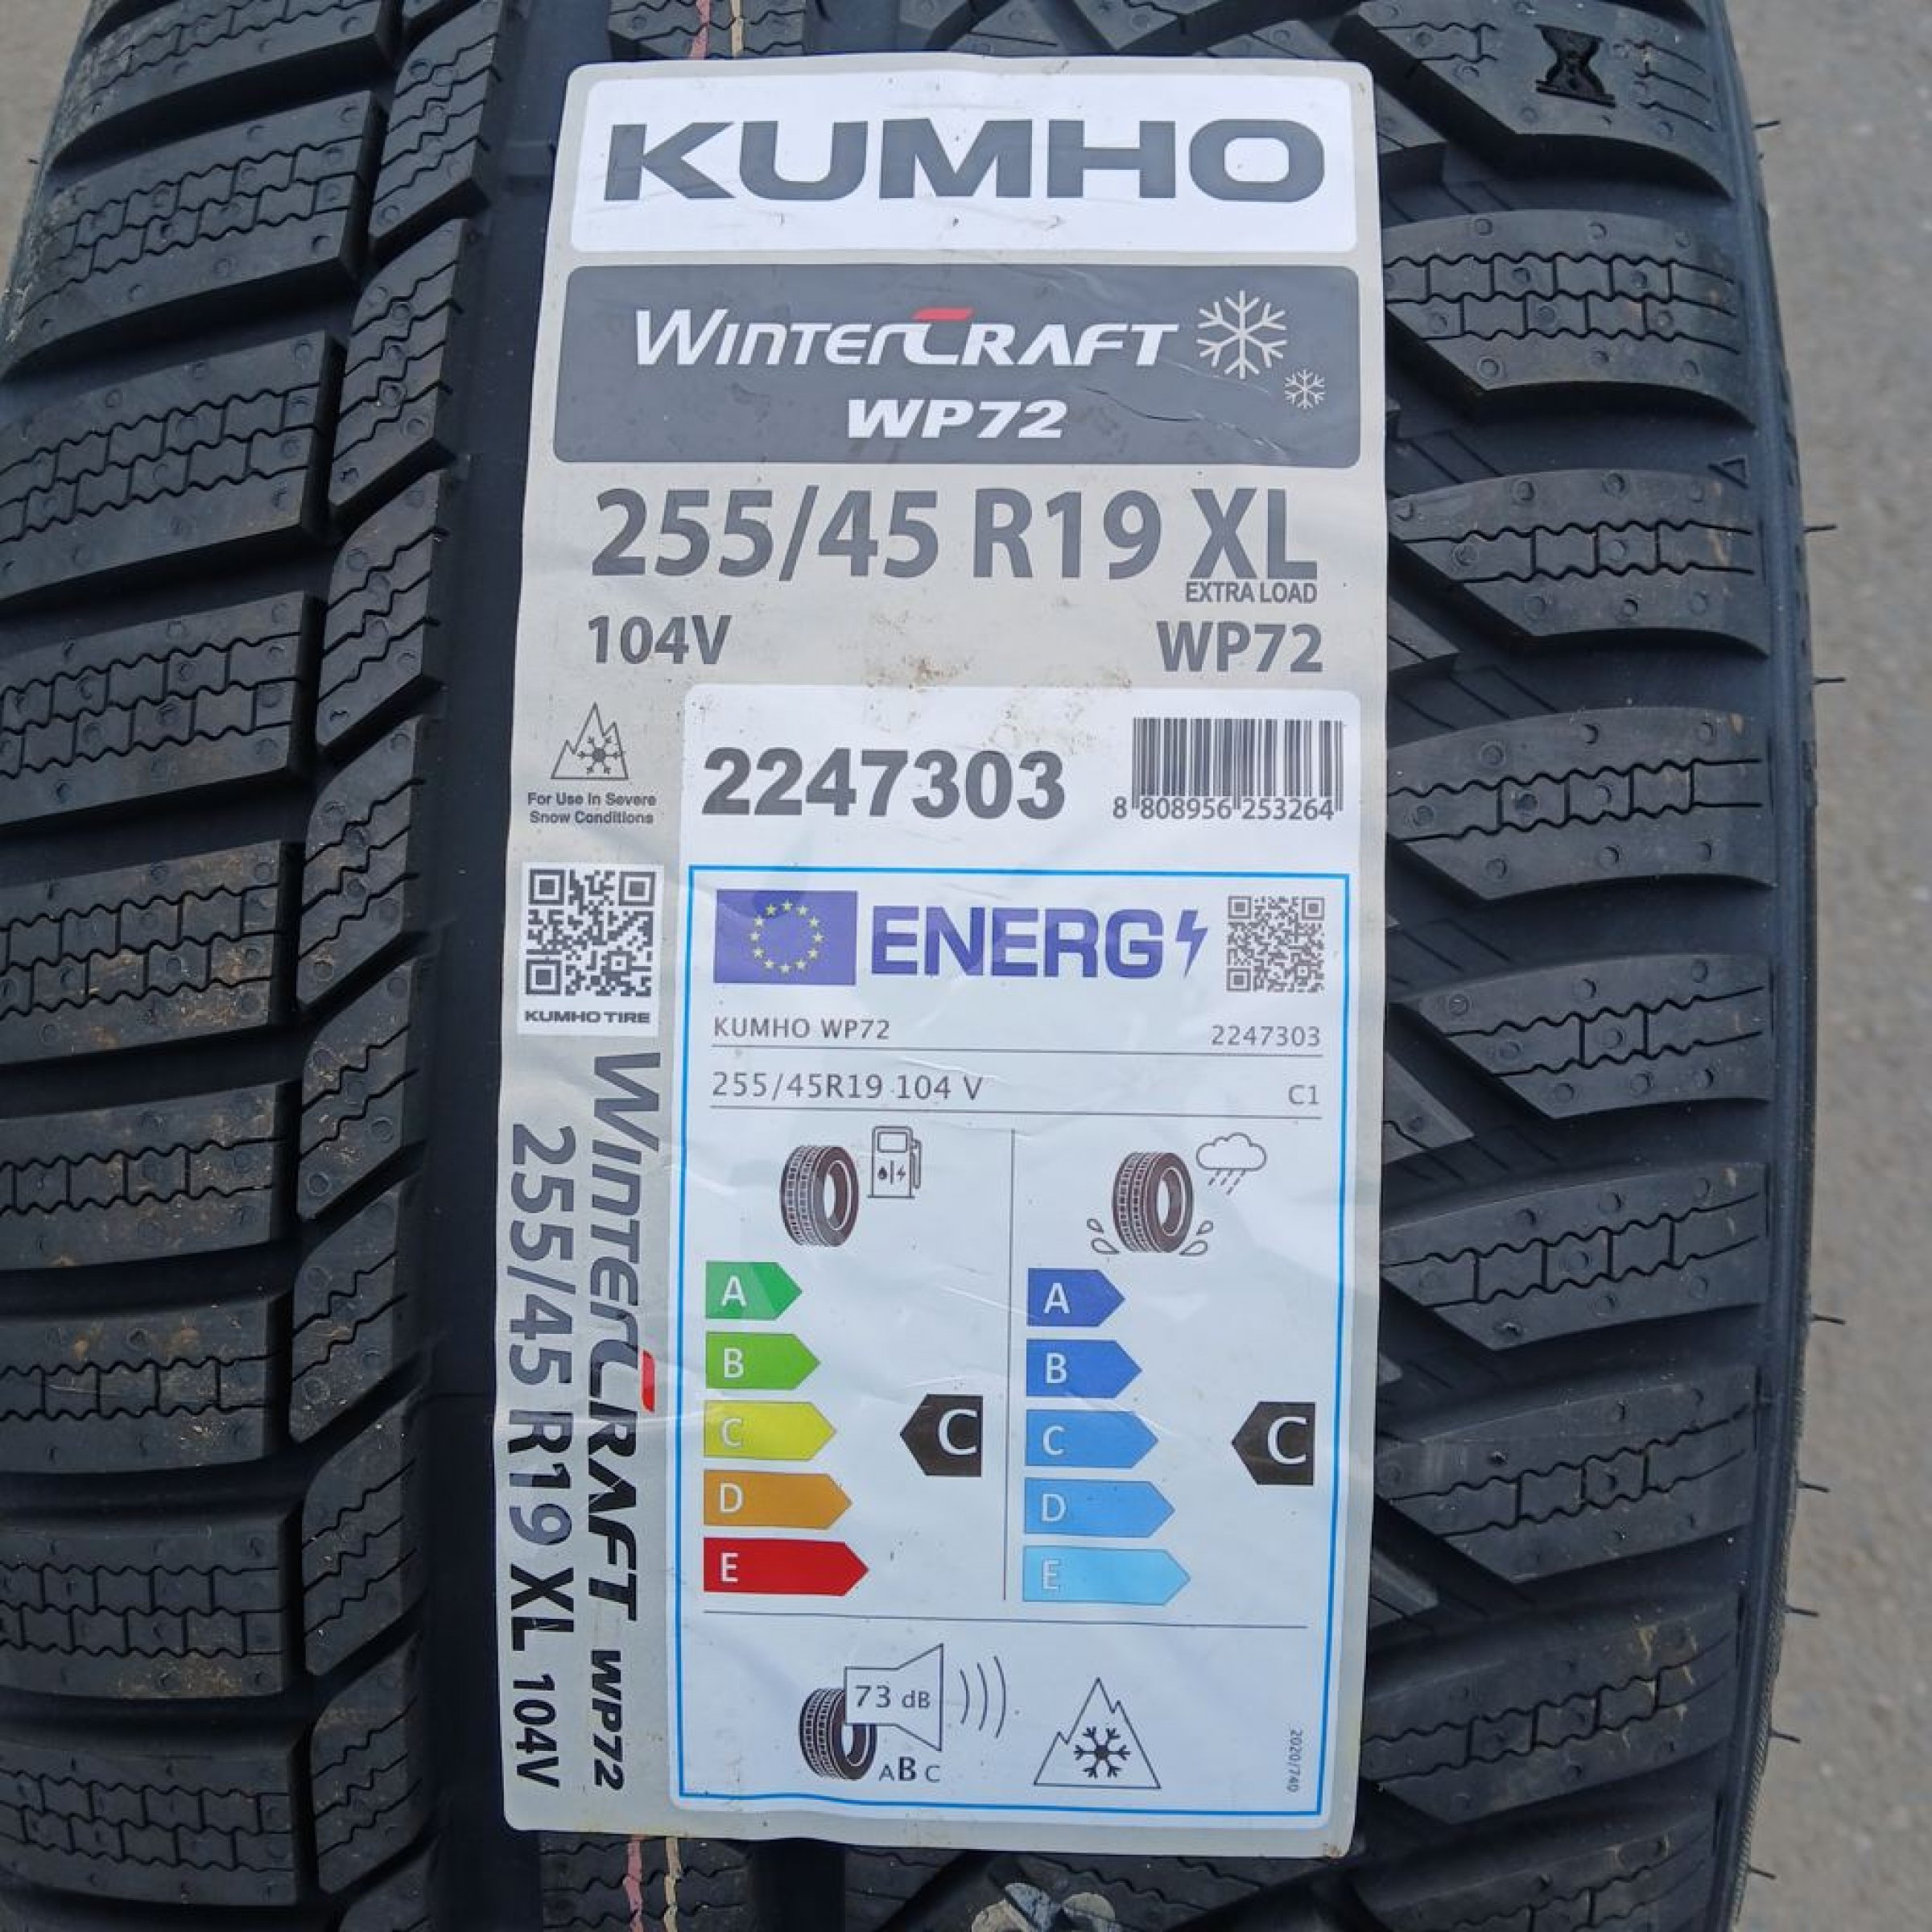 KUMHO
WINTERCRAFT
WP72
255/45 R19 XL
EXTRA LOAD
104V WP72
For Use In Severe
Snow Conditions
2247303
8 808956 253264
KUMHO TIRE
ENERG
KUMHO WP72 2247303
255/45R19 104 V C1
A A
B B
C C C C
D D
E E
73 dB
ABC
2020/740
WINTERCRAFT WP72
255/45 R19 XL 104V